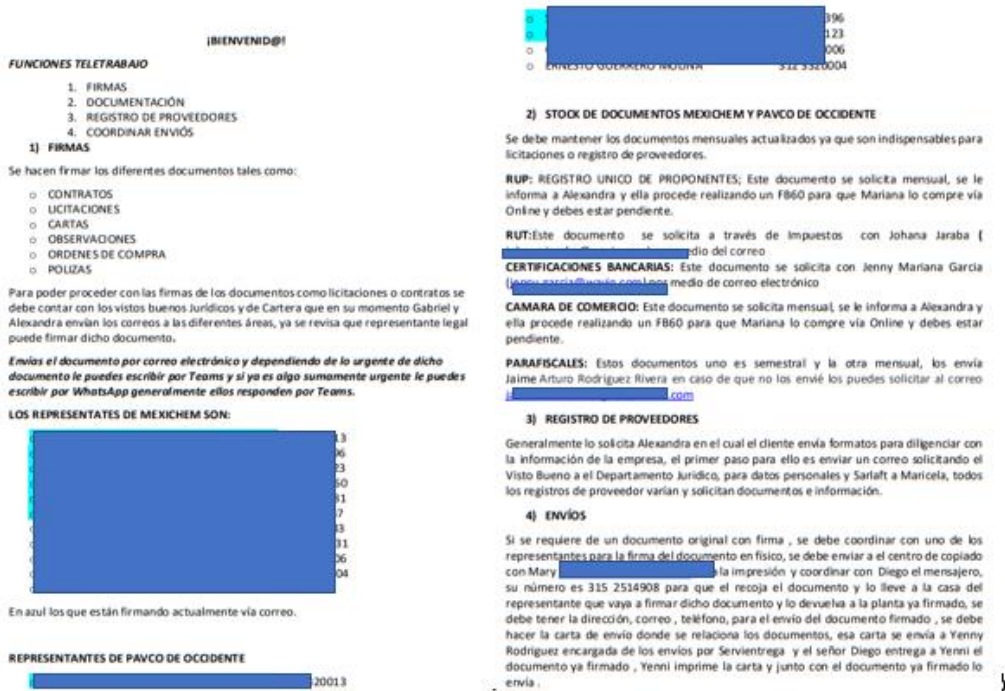 ¡BIENVENID@!
FUNCIONES TELETRABAJO
1. FIRMAS
2. DOCUMENTACIÓN
3. REGISTRO DE PROVEEDORES
4. COORDINAR ENVIÓS
1) FIRMAS
Se hacen firmar los diferentes documentos tales como:
o CONTRATOS
o LICITACIONES
o CARTAS
o OBSERVACIONES
o ORDENES DE COMPRA
o POLIZAS
Para poder proceder con las firmas de los documentos como licitaciones o contratos se
debe contar con los vistos buenos Jurídicos y de Cartera que en su momento Gabriel y
Alexandra envían los correos a las diferentes áreas, ya se revisa que representante legal
puede firmar dicho documento.
Envías el documento por correo electrónico y dependiendo de lo urgente de dicho
documento le puedes escribir por Teams y si ya es algo sumamente urgente le puedes
escribir por WhatsApp generalmente ellos responden por Teams.
LOS REPRESENTATES DE MEXICHEM SON:
13
96
23
50
31
7
33
31
06
04
En azul los que están firmando actualmente vía correo.
REPRESENTANTES DE PAVCO DE OCCIDENTE
20013
396
123
006
o ERNESTO GUERRERO MOLINA 312 3320004
2) STOCK DE DOCUMENTOS MEXICHEM Y PAVCO DE OCCIDENTE
Se debe mantener los documentos mensuales actualizados ya que son indispensables para
licitaciones o registro de proveedores.
RUP: REGISTRO UNICO DE PROPONENTES; Este documento se solicita mensual, se le
informa a Alexandra y ella procede realizando un FB60 para que Mariana lo compre vía
Online y debes estar pendiente.
RUT:Este documento se solicita a través de Impuestos con Johana Jaraba (
edio del correo
CERTIFICACIONES BANCARIAS: Este documento se solicita con Jenny Mariana Garcia
por medio de correo electrónico
CAMARA DE COMERCIO: Este documento se solicita mensual, se le informa a Alexandra y
ella procede realizando un FB60 para que Mariana lo compre vía Online y debes estar
pendiente.
PARAFISCALES: Estos documentos uno es semestral y la otra mensual, los envía
Jaime Arturo Rodriguez Rivera en caso de que no los envié los puedes solicitar al correo
.com
3) REGISTRO DE PROVEEDORES
Generalmente lo solicita Alexandra en el cual el cliente envía formatos para diligenciar con
la información de la empresa, el primer paso para ello es enviar un correo solicitando el
Visto Bueno a el Departamento Jurídico, para datos personales y Sarlaft a Maricela, todos
los registros de proveedor varían y solicitan documentos e información.
4) ENVÍOS
Si se requiere de un documento original con firma , se debe coordinar con uno de los
representantes para la firma del documento en físico, se debe enviar a el centro de copiado
con Mary a la impresión y coordinar con Diego el mensajero,
su número es 315 2514908 para que el recoja el documento y lo lleve a la casa del
representante que vaya a firmar dicho documento y lo devuelva a la planta ya firmado, se
debe tener la dirección, correo , teléfono, para el envío del documento firmado , se debe
hacer la carta de envío donde se relaciona los documentos, esa carta se envía a Yenny
Rodriguez encargada de los envíos por Servientrega y el señor Diego entrega a Yenni el
documento ya firmado , Yenni imprime la carta y junto con el documento ya firmado lo
envía .